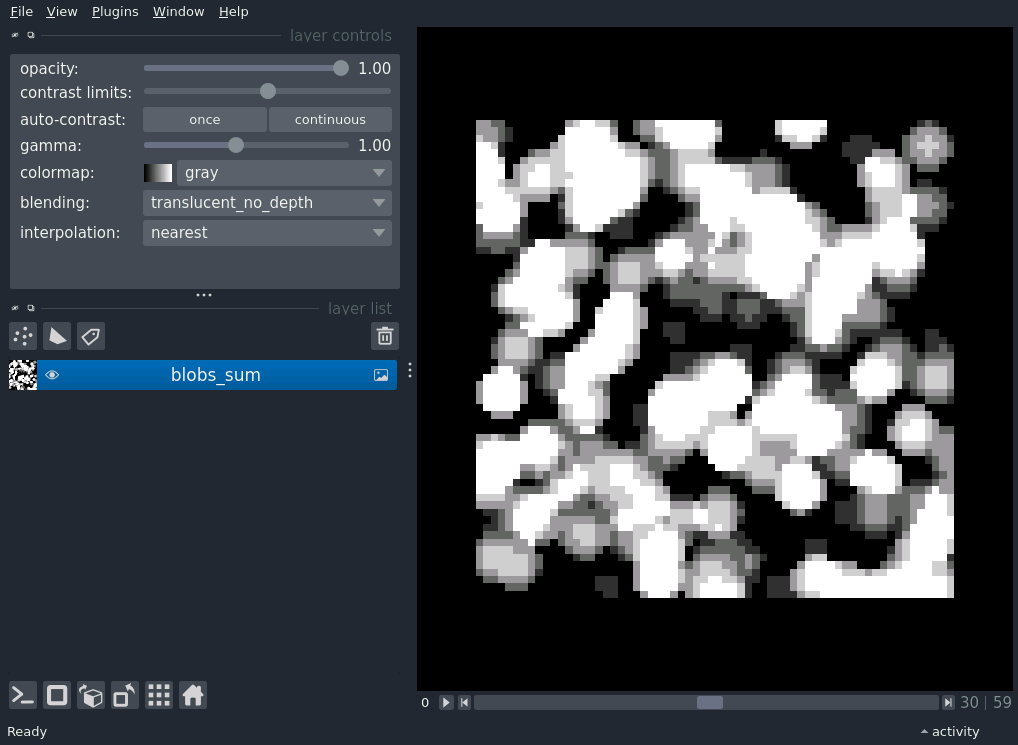 File View Plugins Window Help
layer controls
opacity: 1.00
contrast limits:
auto-contrast: once continuous
gamma: 1.00
colormap: gray
blending: translucent_no_depth
interpolation: nearest
layer list
blobs_sum
0 30 | 59
Ready activity